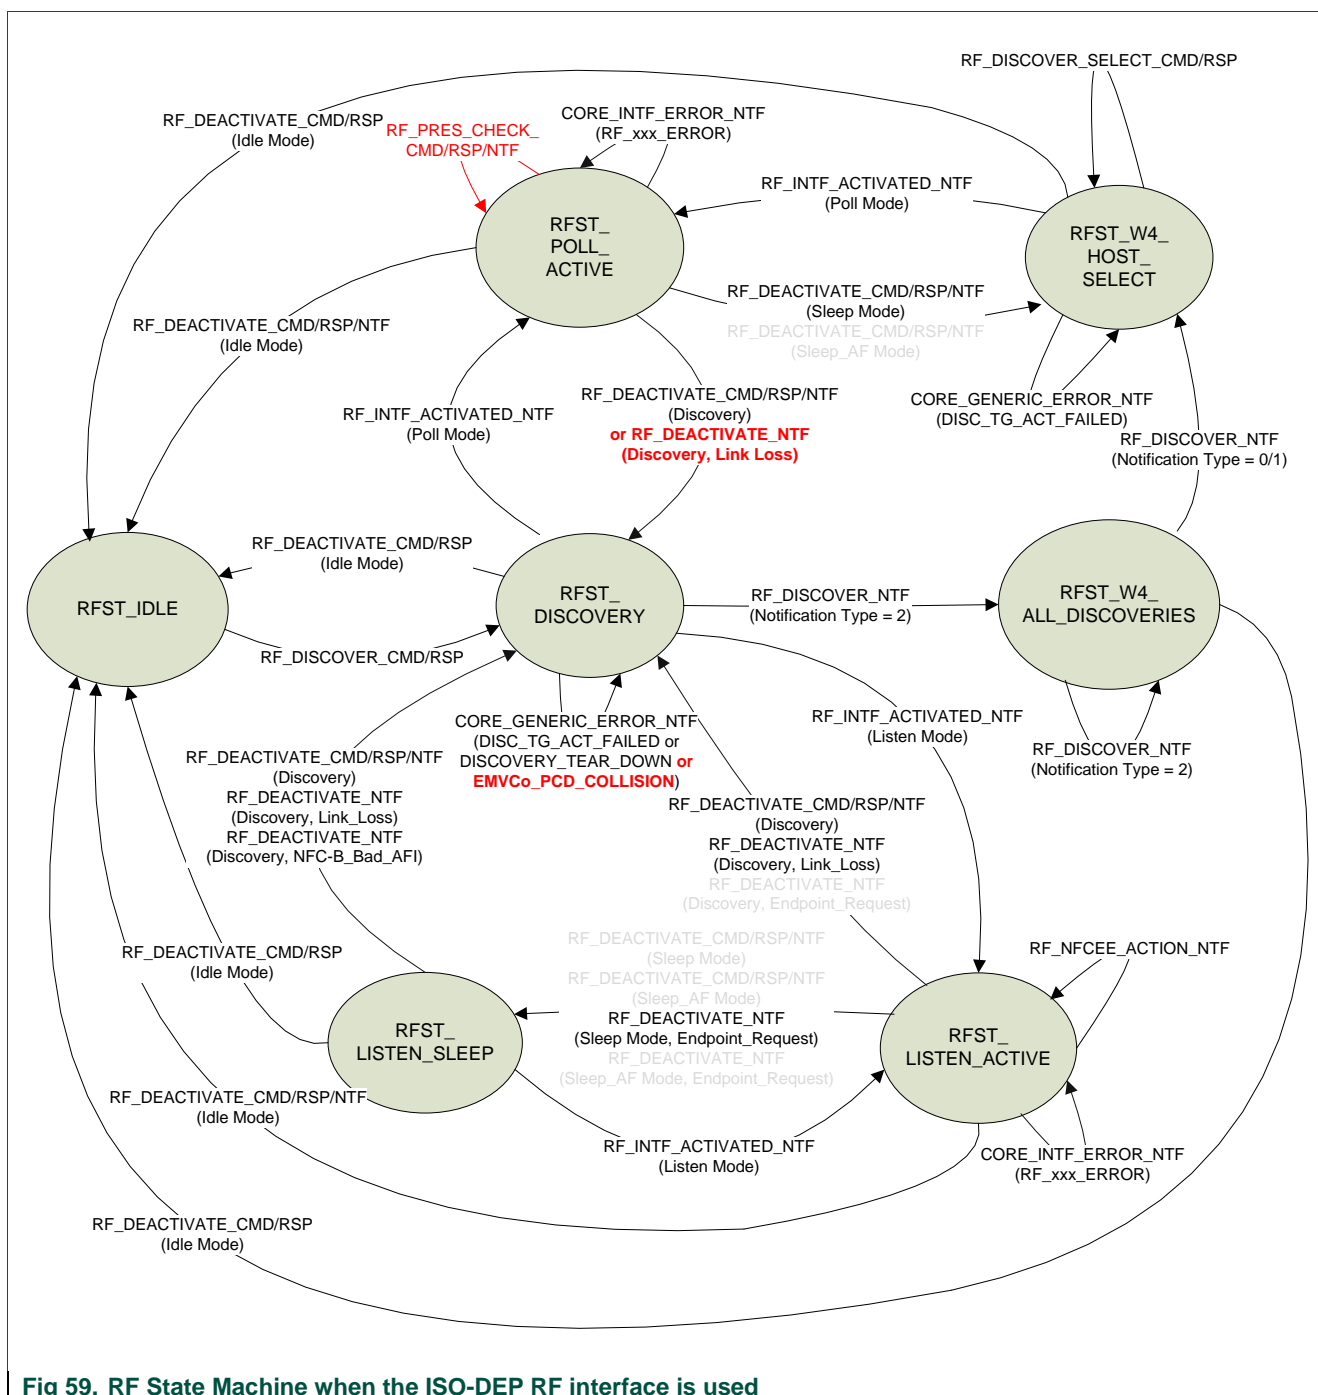 RF_DISCOVER_SELECT_CMD/RSP
RF_DEACTIVATE_CMD/RSP
(Idle Mode)
RF_PRES_CHECK_
CMD/RSP/NTF
CORE_INTF_ERROR_NTF
(RF_xxx_ERROR)
RF_INTF_ACTIVATED_NTF
(Poll Mode)
RFST_
POLL_
ACTIVE
RFST_W4_
HOST_
SELECT
RF_DEACTIVATE_CMD/RSP/NTF
(Sleep Mode)
RF_DEACTIVATE_CMD/RSP/NTF
(Sleep_AF Mode)
RF_DEACTIVATE_CMD/RSP/NTF
(Idle Mode)
RF_INTF_ACTIVATED_NTF
(Poll Mode)
RF_DEACTIVATE_CMD/RSP/NTF
(Discovery)
or RF_DEACTIVATE_NTF
(Discovery, Link Loss)
CORE_GENERIC_ERROR_NTF
(DISC_TG_ACT_FAILED)
RF_DISCOVER_NTF
(Notification Type = 0/1)
RF_DEACTIVATE_CMD/RSP
(Idle Mode)
RFST_IDLE
RFST_
DISCOVERY
RF_DISCOVER_NTF
(Notification Type = 2)
RFST_W4_
ALL_DISCOVERIES
RF_DISCOVER_CMD/RSP
CORE_GENERIC_ERROR_NTF
(DISC_TG_ACT_FAILED or
DISCOVERY_TEAR_DOWN or
EMVCo_PCD_COLLISION)
RF_INTF_ACTIVATED_NTF
(Listen Mode)
RF_DISCOVER_NTF
(Notification Type = 2)
RF_DEACTIVATE_CMD/RSP/NTF
(Discovery)
RF_DEACTIVATE_NTF
(Discovery, Link_Loss)
RF_DEACTIVATE_NTF
(Discovery, NFC-B_Bad_AFI)
RF_DEACTIVATE_CMD/RSP/NTF
(Discovery)
RF_DEACTIVATE_NTF
(Discovery, Link_Loss)
RF_DEACTIVATE_NTF
(Discovery, Endpoint_Request)
RF_DEACTIVATE_CMD/RSP
(Idle Mode)
RF_DEACTIVATE_CMD/RSP/NTF
(Sleep Mode)
RF_DEACTIVATE_CMD/RSP/NTF
(Sleep_AF Mode)
RF_DEACTIVATE_NTF
(Sleep Mode, Endpoint_Request)
RF_DEACTIVATE_NTF
(Sleep_AF Mode, Endpoint_Request)
RF_NFCEE_ACTION_NTF
RFST_
LISTEN_SLEEP
RFST_
LISTEN_ACTIVE
RF_DEACTIVATE_CMD/RSP/NTF
(Idle Mode)
RF_INTF_ACTIVATED_NTF
(Listen Mode)
CORE_INTF_ERROR_NTF
(RF_xxx_ERROR)
RF_DEACTIVATE_CMD/RSP
(Idle Mode)
Fig 59. RF State Machine when the ISO-DEP RF interface is used